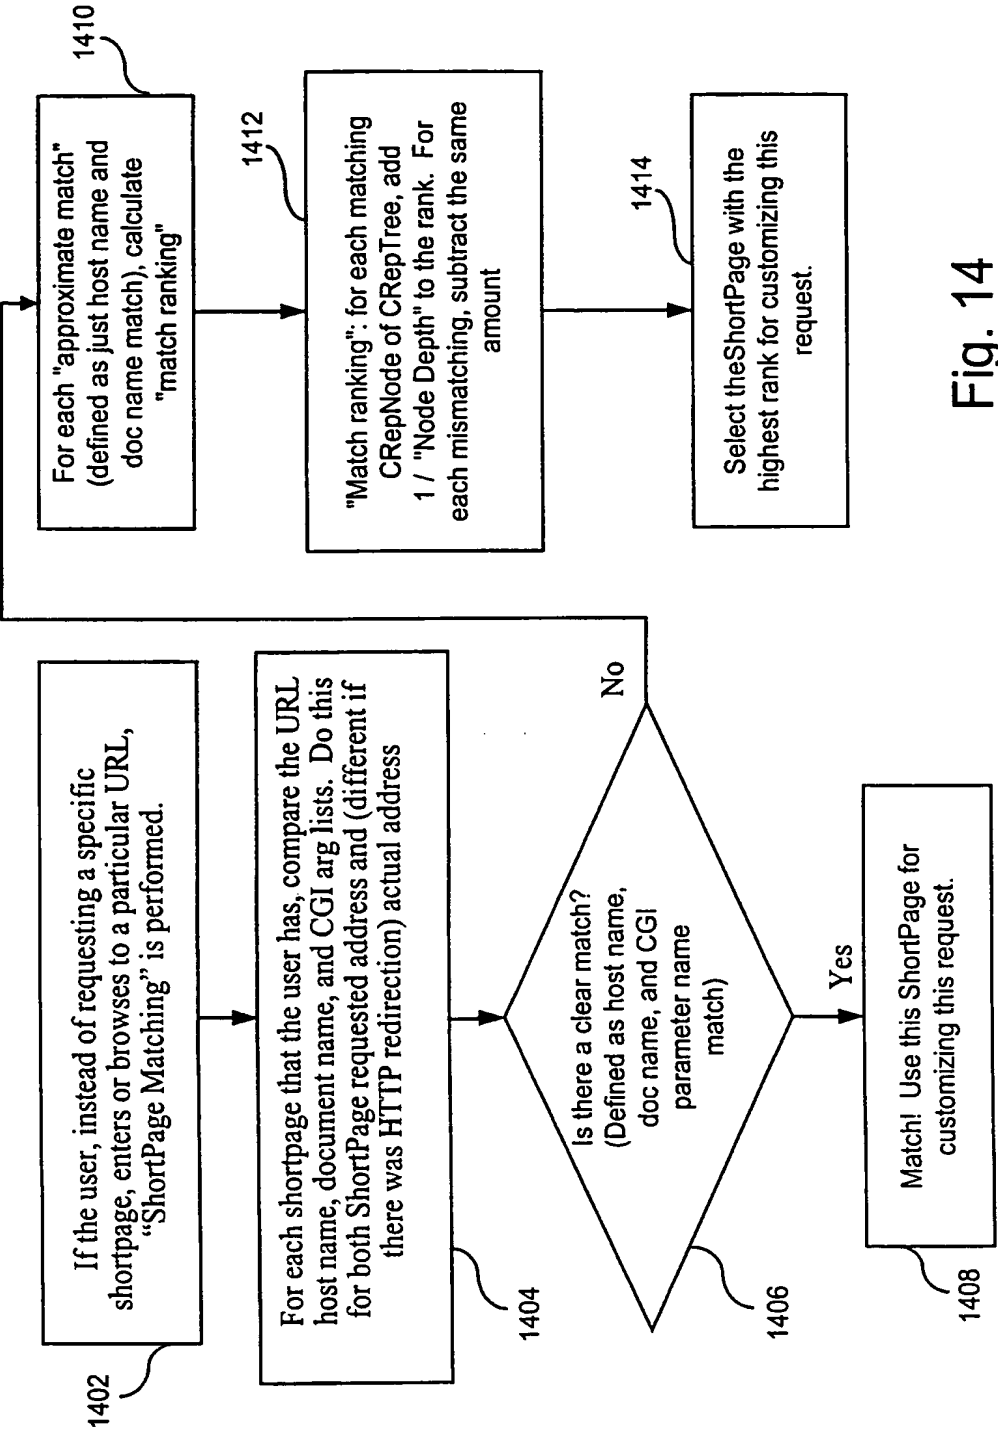 If the user, instead of requesting a specific
shortpage, enters or browses to a particular URL,
“ShortPage Matching” is performed.
1402
For each shortpage that the user has, compare the URL
host name, document name, and CGI arg lists. Do this
for both ShortPage requested address and (different if
there was HTTP redirection) actual address
1404
Is there a clear match?
(Defined as host name,
doc name, and CGI
parameter name
match)
1406
No
Yes
Match! Use this ShortPage for
customizing this request.
1408
For each "approximate match"
(defined as just host name and
doc name match), calculate
"match ranking"
1410
"Match ranking": for each matching
CRepNode of CRepTree, add
1 / "Node Depth" to the rank. For
each mismatching, subtract the same
amount
1412
Select theShortPage with the
highest rank for customizing this
request.
1414
Fig. 14